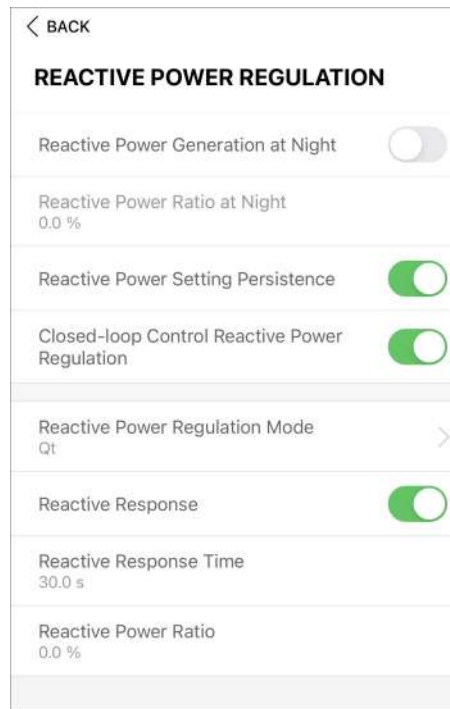 BACK
REACTIVE POWER REGULATION
Reactive Power Generation at Night
Reactive Power Ratio at Night
0.0 %
Reactive Power Setting Persistence
Closed-loop Control Reactive Power
Regulation
Reactive Power Regulation Mode
Qt
Reactive Response
Reactive Response Time
30.0 s
Reactive Power Ratio
0.0 %